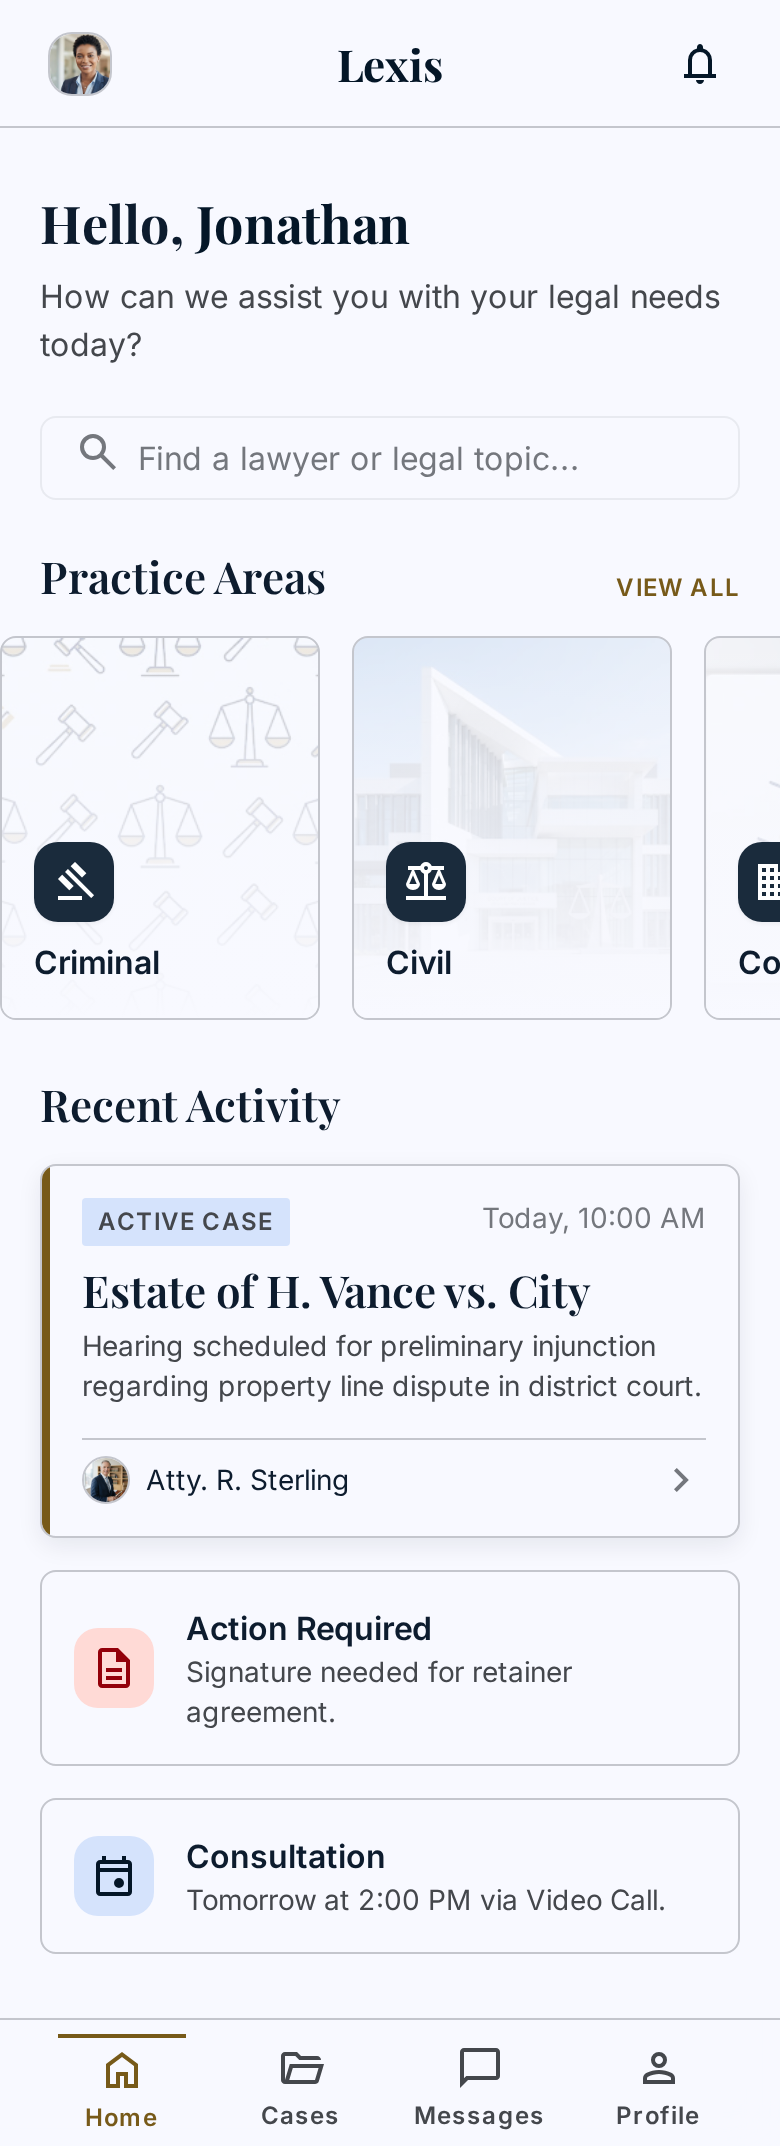 Lexis
Hello, Jonathan
How can we assist you with your legal needs
today?
Find a lawyer or legal topic...
Practice Areas
VIEW ALL
Criminal
Civil
Co
Recent Activity
ACTIVE CASE
Today, 10:00 AM
Estate of H. Vance vs. City
Hearing scheduled for preliminary injunction
regarding property line dispute in district court.
Atty. R. Sterling
Action Required
Signature needed for retainer
agreement.
Consultation
Tomorrow at 2:00 PM via Video Call.
Home
Cases
Messages
Profile